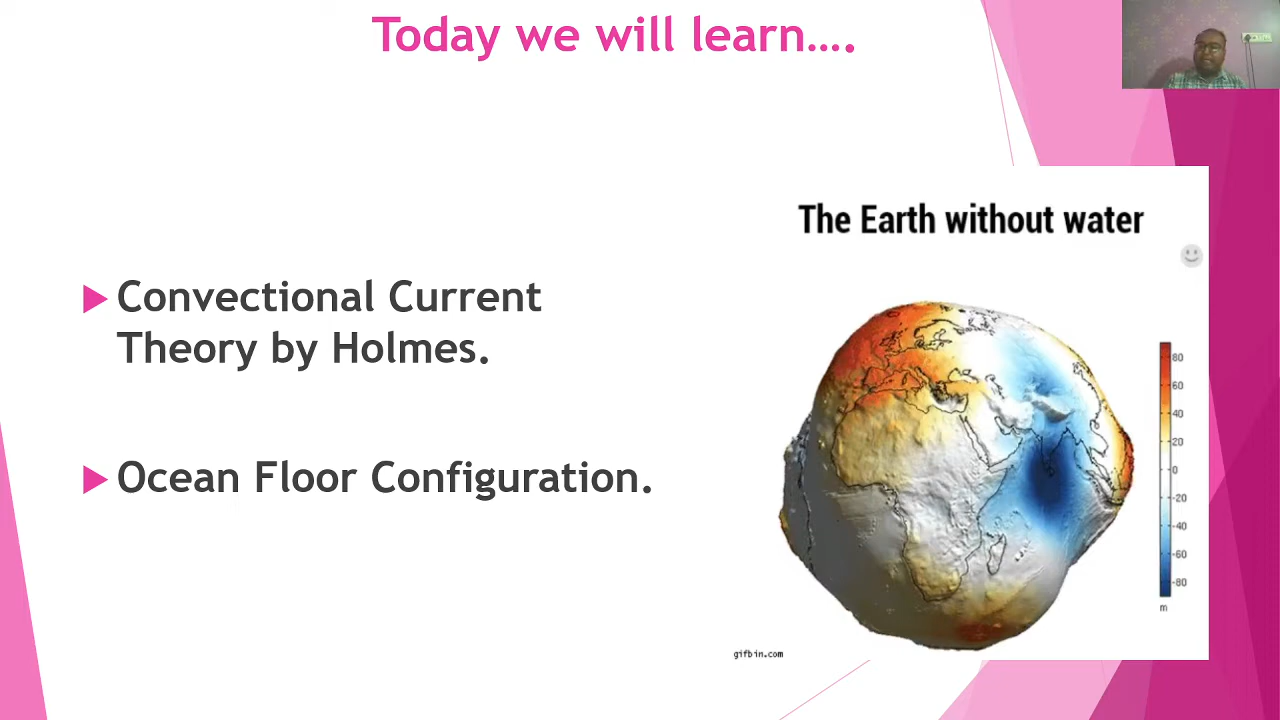 Today we will learn….
The Earth without water
Convectional Current
Theory by Holmes.
Ocean Floor Configuration.
80
60
40
20
0
-20
-40
-60
-80
m
gifbin.com